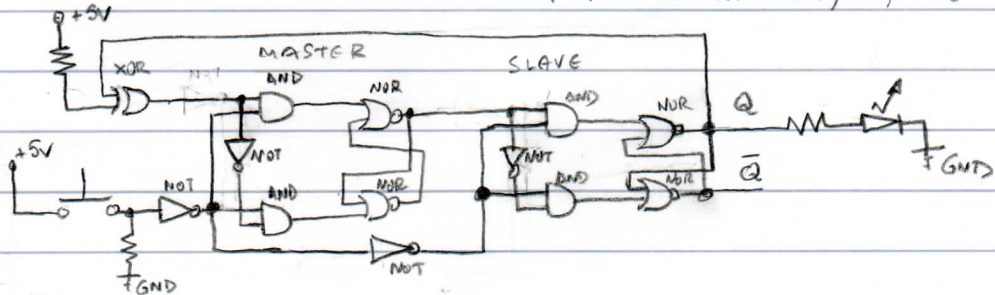 +5V
XOR
MASTER
AND
NOR
SLAVE
AND
NOR
Q
+5V
NOT
NOT
AND
NOR
NOT
AND
NOR
Q̅
GND
NOT
GND